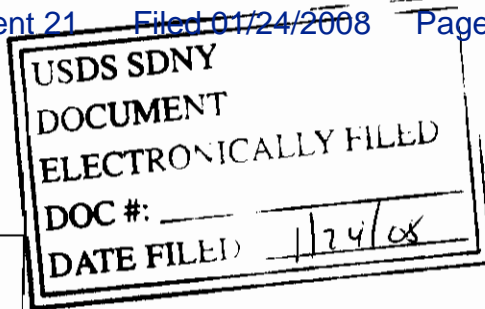 ent 21 Filed 01/24/2008 Page
USDS SDNY
DOCUMENT
ELECTRONICALLY FILED
DOC #:
DATE FILED 1/24/08